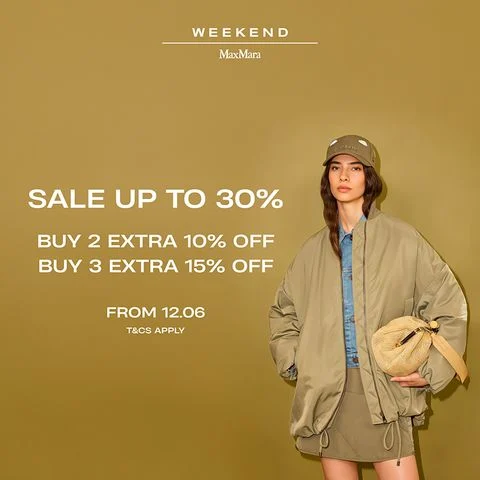 WEEKEND
MaxMara
SALE UP TO 30%
BUY 2 EXTRA 10% OFF
BUY 3 EXTRA 15% OFF
FROM 12.06
T&CS APPLY